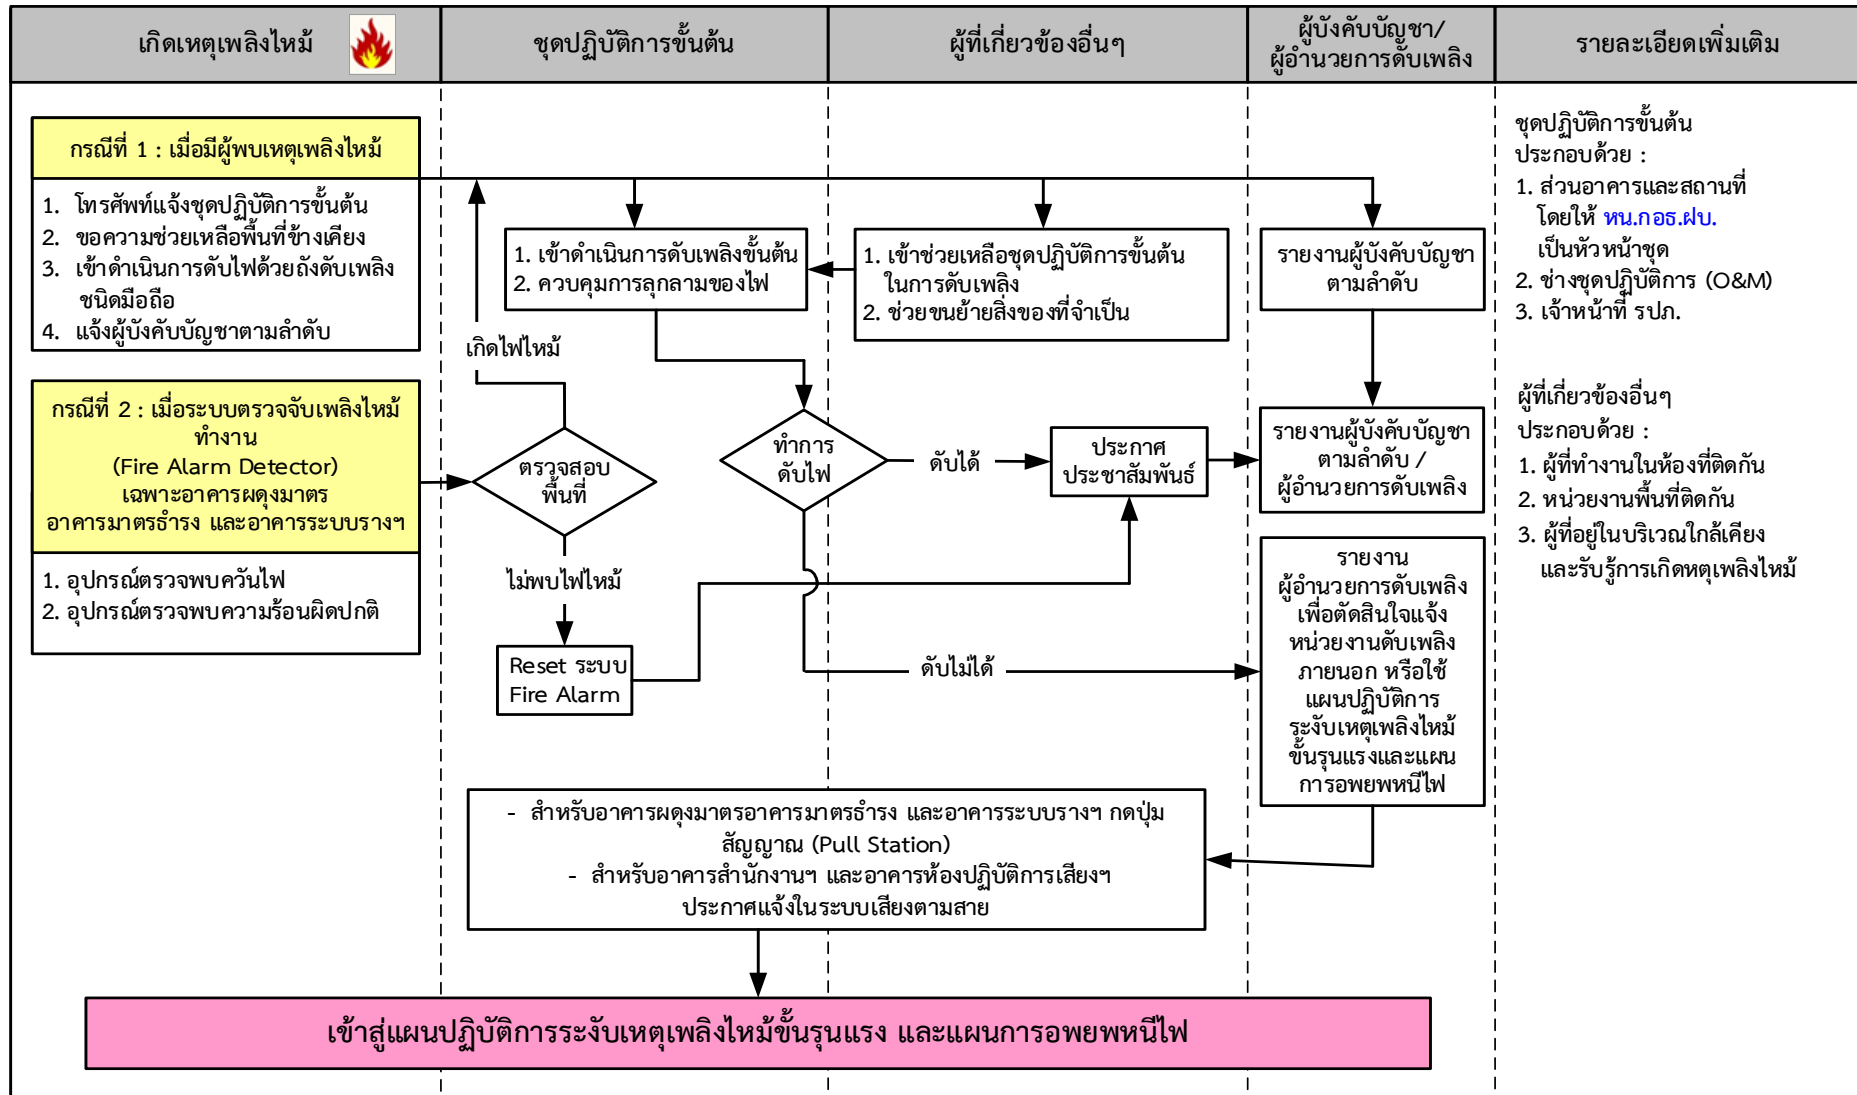 เกิดเหตุเพลิงไหม้
ชุดปฏิบัติการขั้นต้น
ผู้ที่เกี่ยวข้องอื่นๆ
ผู้บังคับบัญชา/
ผู้อำนวยการดับเพลิง
รายละเอียดเพิ่มเติม
กรณีที่ 1 : เมื่อมีผู้พบเหตุเพลิงไหม้
1. โทรศัพท์แจ้งชุดปฏิบัติการขั้นต้น
2. ขอความช่วยเหลือพื้นที่ข้างเคียง
3. เข้าดำเนินการดับไฟด้วยถังดับเพลิง
ชนิดมือถือ
4. แจ้งผู้บังคับบัญชาตามลำดับ
1. เข้าดำเนินการดับเพลิงขั้นต้น
2. ควบคุมการลุกลามของไฟ
1. เข้าช่วยเหลือชุดปฏิบัติการขั้นต้น
ในการดับเพลิง
2. ช่วยขนย้ายสิ่งของที่จำเป็น
รายงานผู้บังคับบัญชา
ตามลำดับ
ชุดปฏิบัติการขั้นต้น
ประกอบด้วย :
1. ส่วนอาคารและสถานที่
โดยให้ หน.กอธ.ฝบ.
เป็นหัวหน้าชุด
2. ช่างชุดปฏิบัติการ (O&M)
3. เจ้าหน้าที่ รปภ.
เกิดไฟไหม้
กรณีที่ 2 : เมื่อระบบตรวจจับเพลิงไหม้
ทำงาน
(Fire Alarm Detector)
เฉพาะอาคารผดุงมาตร
อาคารมาตรธำรง และอาคารระบบรางฯ
1. อุปกรณ์ตรวจพบควันไฟ
2. อุปกรณ์ตรวจพบความร้อนผิดปกติ
ตรวจสอบ
พื้นที่
ทำการ
ดับไฟ
ดับได้
ประกาศ
ประชาสัมพันธ์
รายงานผู้บังคับบัญชา
ตามลำดับ /
ผู้อำนวยการดับเพลิง
ผู้ที่เกี่ยวข้องอื่นๆ
ประกอบด้วย :
1. ผู้ที่ทำงานในห้องที่ติดกัน
2. หน่วยงานพื้นที่ติดกัน
3. ผู้ที่อยู่ในบริเวณใกล้เคียง
และรับรู้การเกิดหตุเพลิงไหม้
ไม่พบไฟไหม้
Reset ระบบ
Fire Alarm
ดับไม่ได้
รายงาน
ผู้อำนวยการดับเพลิง
เพื่อตัดสินใจแจ้ง
หน่วยงานดับเพลิง
ภายนอก หรือใช้
แผนปฏิบัติการ
ระงับเหตุเพลิงไหม้
ขั้นรุนแรงและแผน
การอพยพหนีไฟ
- สำหรับอาคารผดุงมาตรอาคารมาตรธำรง และอาคารระบบรางฯ กดปุ่ม
สัญญาณ (Pull Station)
- สำหรับอาคารสำนักงานฯ และอาคารห้องปฏิบัติการเสียงฯ
ประกาศแจ้งในระบบเสียงตามสาย
เข้าสู่แผนปฏิบัติการระงับเหตุเพลิงไหม้ขั้นรุนแรง และแผนการอพยพหนีไฟ